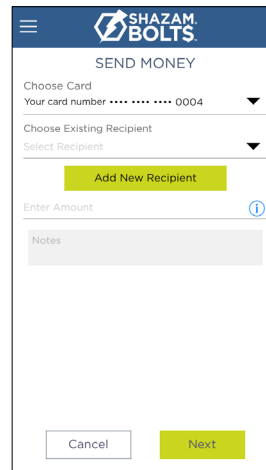 SHAZAM.
BOLTS.
SEND MONEY
Choose Card
Your card number •••• •••• •••• 0004
Choose Existing Recipient
Select Recipient
Add New Recipient
Enter Amount
i
Notes
Cancel
Next